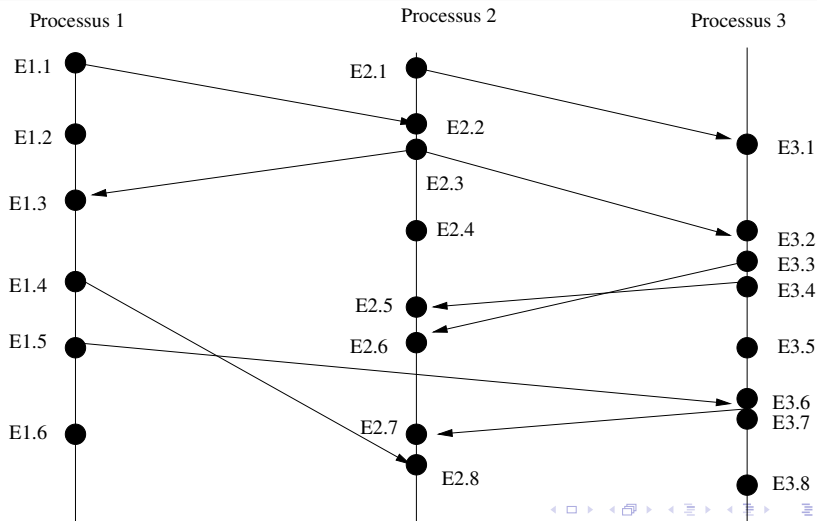 Processus 1
Processus 2
Processus 3
E1.1
E2.1
E2.2
E1.2
E3.1
E2.3
E1.3
E2.4
E3.2
E3.3
E1.4
E3.4
E2.5
E1.5
E2.6
E3.5
E3.6
E3.7
E1.6
E2.7
E2.8
E3.8